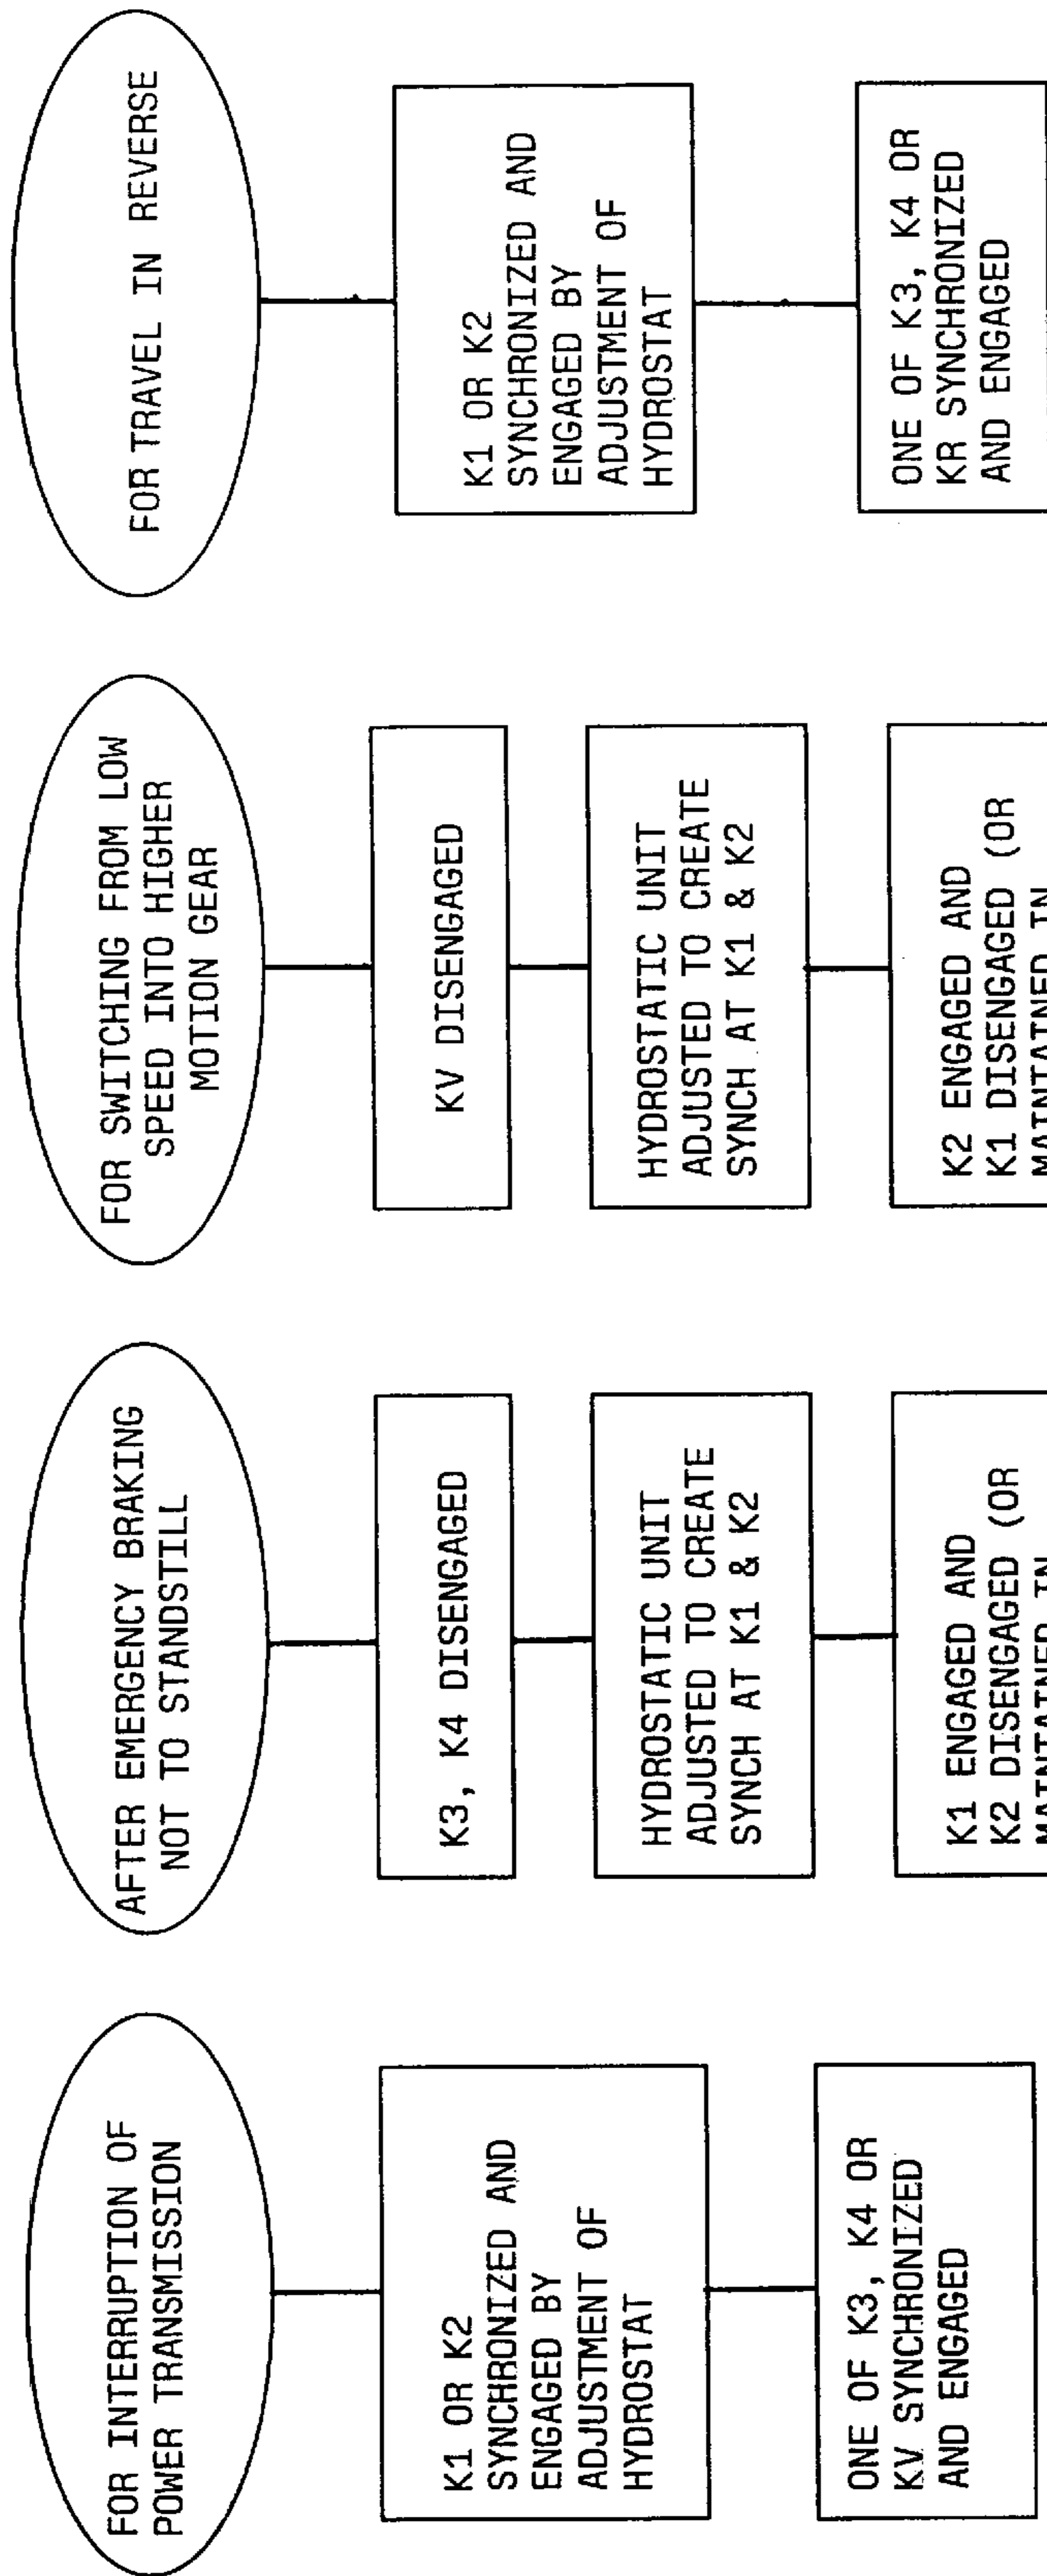 FOR INTERRUPTION OF
POWER TRANSMISSION
K1 OR K2
SYNCHRONIZED AND
ENGAGED BY
ADJUSTMENT OF
HYDROSTAT
ONE OF K3, K4 OR
KV SYNCHRONIZED
AND ENGAGED
AFTER EMERGENCY BRAKING
NOT TO STANDSTILL
K3, K4 DISENGAGED
HYDROSTATIC UNIT
ADJUSTED TO CREATE
SYNCH AT K1 & K2
K1 ENGAGED AND
K2 DISENGAGED (OR
MAINTAINED IN
FOR SWITCHING FROM LOW
SPEED INTO HIGHER
MOTION GEAR
KV DISENGAGED
HYDROSTATIC UNIT
ADJUSTED TO CREATE
SYNCH AT K1 & K2
K2 ENGAGED AND
K1 DISENGAGED (OR
MAINTAINED IN
FOR TRAVEL IN REVERSE
K1 OR K2
SYNCHRONIZED AND
ENGAGED BY
ADJUSTMENT OF
HYDROSTAT
ONE OF K3, K4 OR
KR SYNCHRONIZED
AND ENGAGED